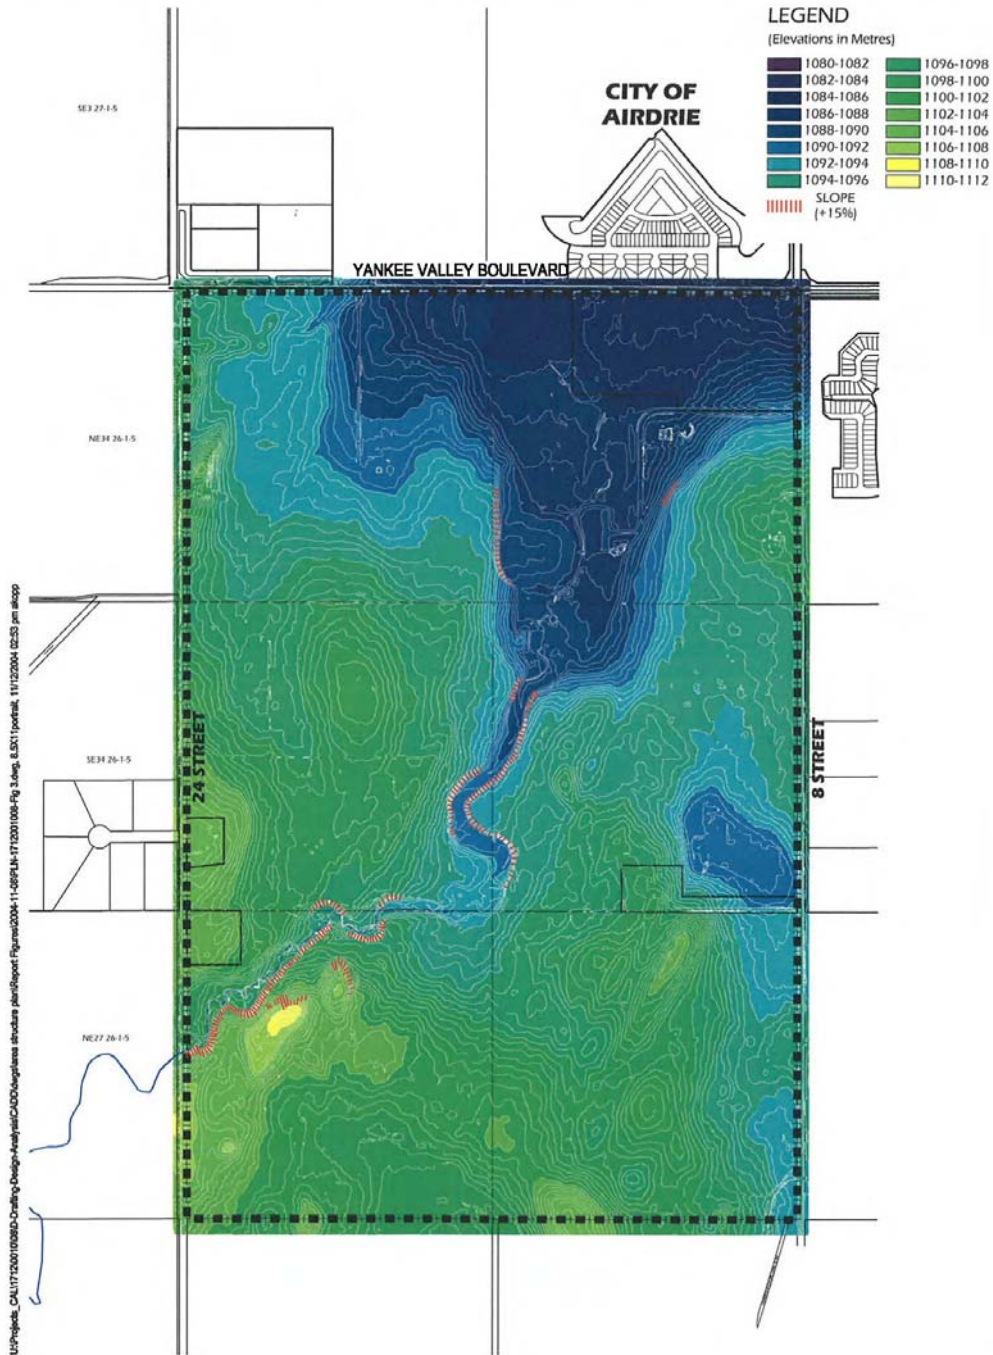 LEGEND
(Elevations in Metres)
1080-1082
1082-1084
1084-1086
1086-1088
1088-1090
1090-1092
1092-1094
1094-1096
1096-1098
1098-1100
1100-1102
1102-1104
1104-1106
1106-1108
1108-1110
1110-1112
SLOPE
(+15%)
CITY OF
AIRDRIE
SE3 27-1-5
YANKEE VALLEY BOULEVARD
NE34 26-1-5
24 STREET
8 STREET
SE34 26-1-5
NE27 26-1-5